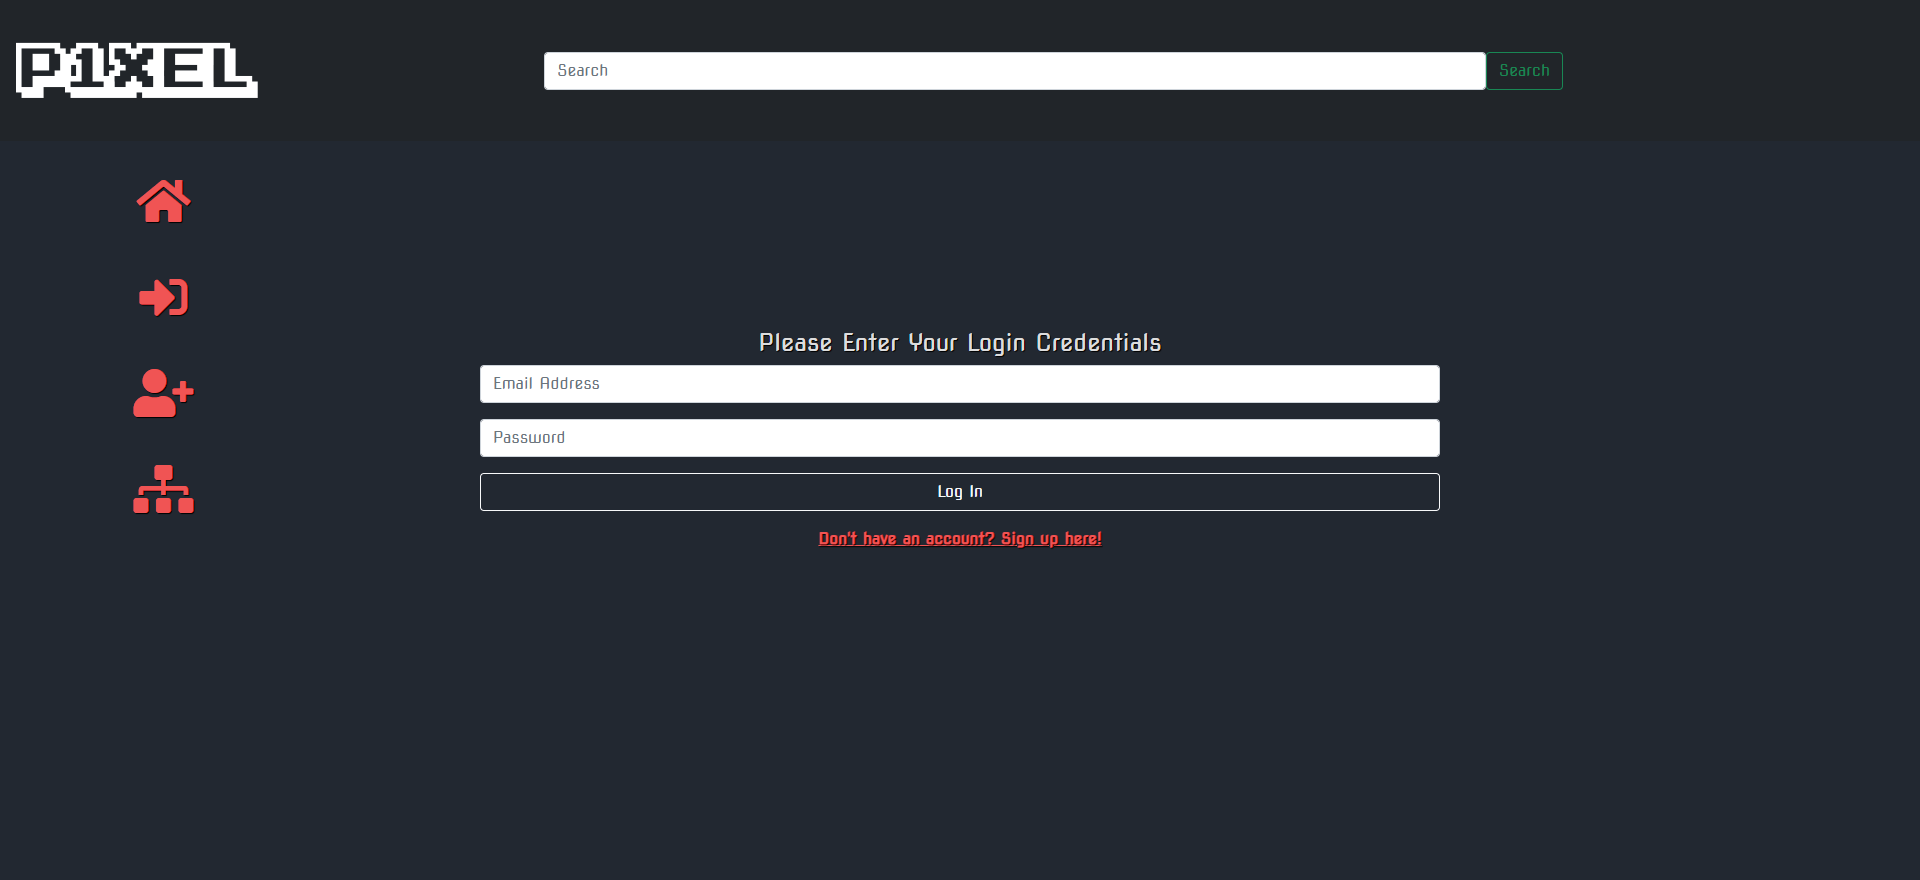 P1XEL
Search Search
Please Enter Your Login Credentials
Email Address
Password
Log In
Don't have an account? Sign up here!